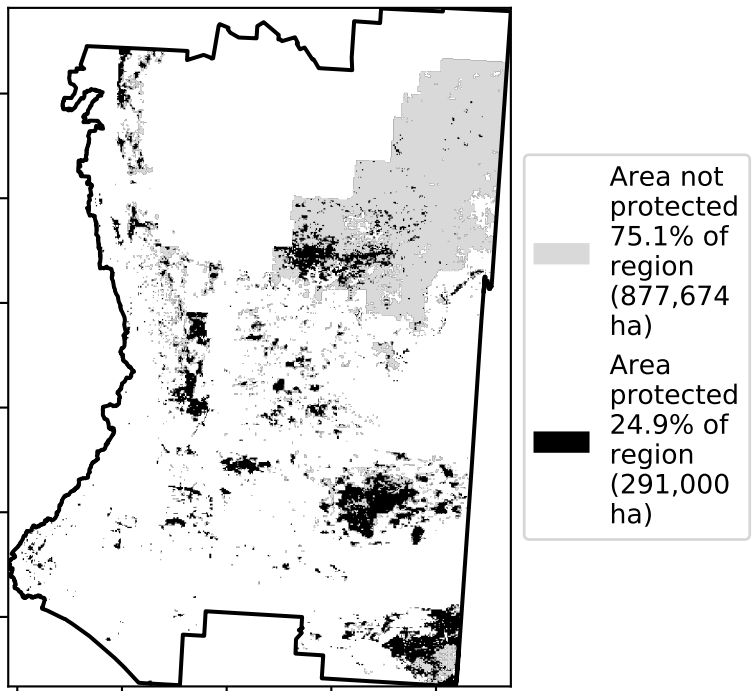 Area not
protected
75.1% of
region
(877,674
ha)
Area
protected
24.9% of
region
(291,000
ha)